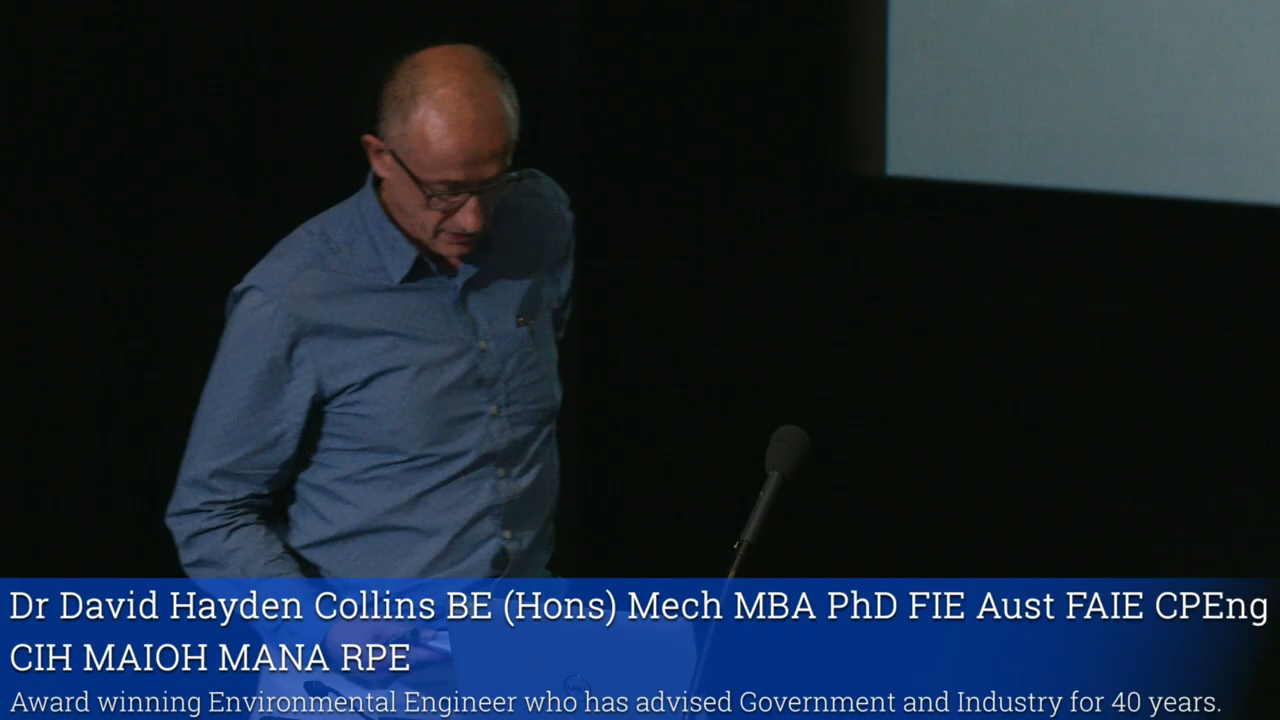 Dr David Hayden Collins BE (Hons) Mech MBA PhD FIE Aust FAIE CPEng
CIH MAIOH MANA RPE
Award winning Environmental Engineer who has advised Government and Industry for 40 years.